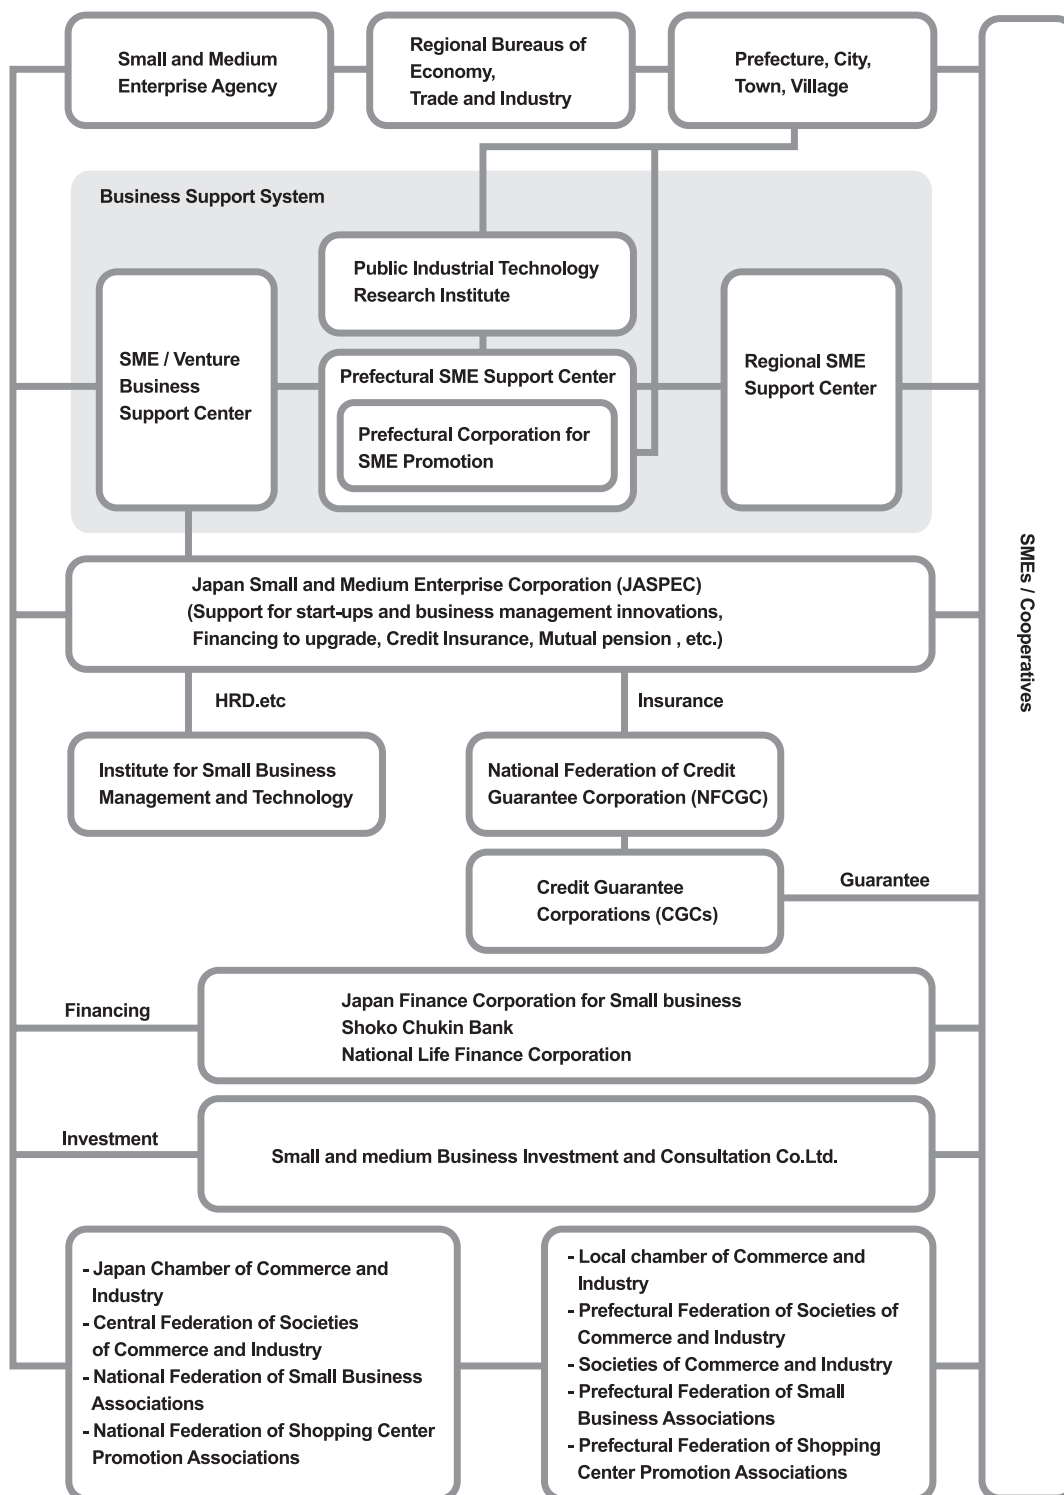 Small and Medium
Enterprise Agency
Regional Bureaus of
Economy,
Trade and Industry
Prefecture, City,
Town, Village
Business Support System
Public Industrial Technology
Research Institute
SME / Venture
Business
Support Center
Prefectural SME Support Center
Prefectural Corporation for
SME Promotion
Regional SME
Support Center
SMEs / Cooperatives
Japan Small and Medium Enterprise Corporation (JASPEC)
(Support for start-ups and business management innovations,
Financing to upgrade, Credit Insurance, Mutual pension , etc.)
HRD.etc
Insurance
Institute for Small Business
Management and Technology
National Federation of Credit
Guarantee Corporation (NFCGC)
Credit Guarantee
Corporations (CGCs)
Guarantee
Financing
Japan Finance Corporation for Small business
Shoko Chukin Bank
National Life Finance Corporation
Investment
Small and medium Business Investment and Consultation Co.Ltd.
- Japan Chamber of Commerce and
Industry
- Central Federation of Societies
of Commerce and Industry
- National Federation of Small Business
Associations
- National Federation of Shopping Center
Promotion Associations
- Local chamber of Commerce and
Industry
- Prefectural Federation of Societies of
Commerce and Industry
- Societies of Commerce and Industry
- Prefectural Federation of Small
Business Associations
- Prefectural Federation of Shopping
Center Promotion Associations